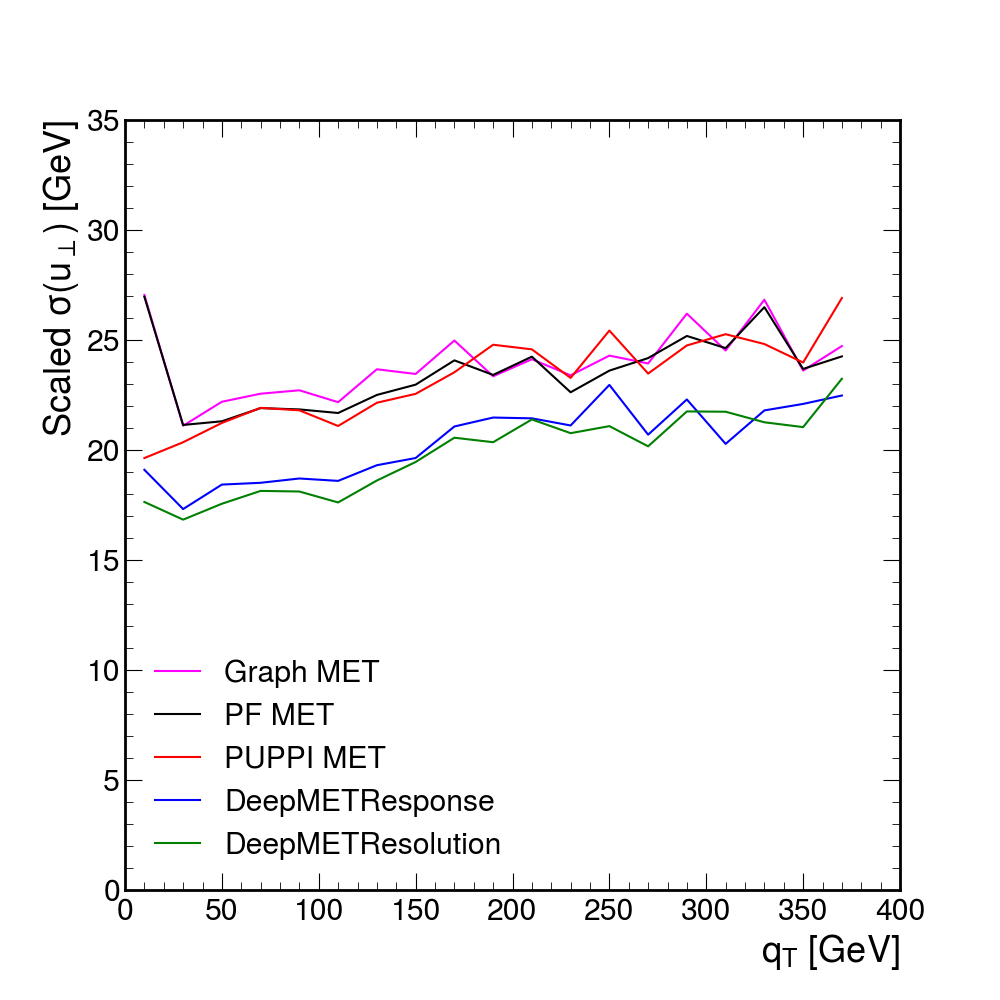 Scaled σ(u⊥) [GeV]
35
30
25
20
15
10
5
0
Graph MET
PF MET
PUPPI MET
DeepMETResponse
DeepMETResolution
0 50 100 150 200 250 300 350 400
qT [GeV]